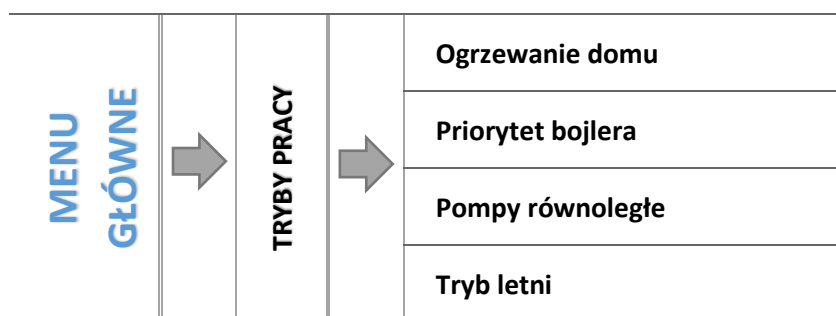 MENU
GŁÓWNE
TRYBY PRACY
Ogrzewanie domu
Priorytet bojlera
Pompy równoległe
Tryb letni